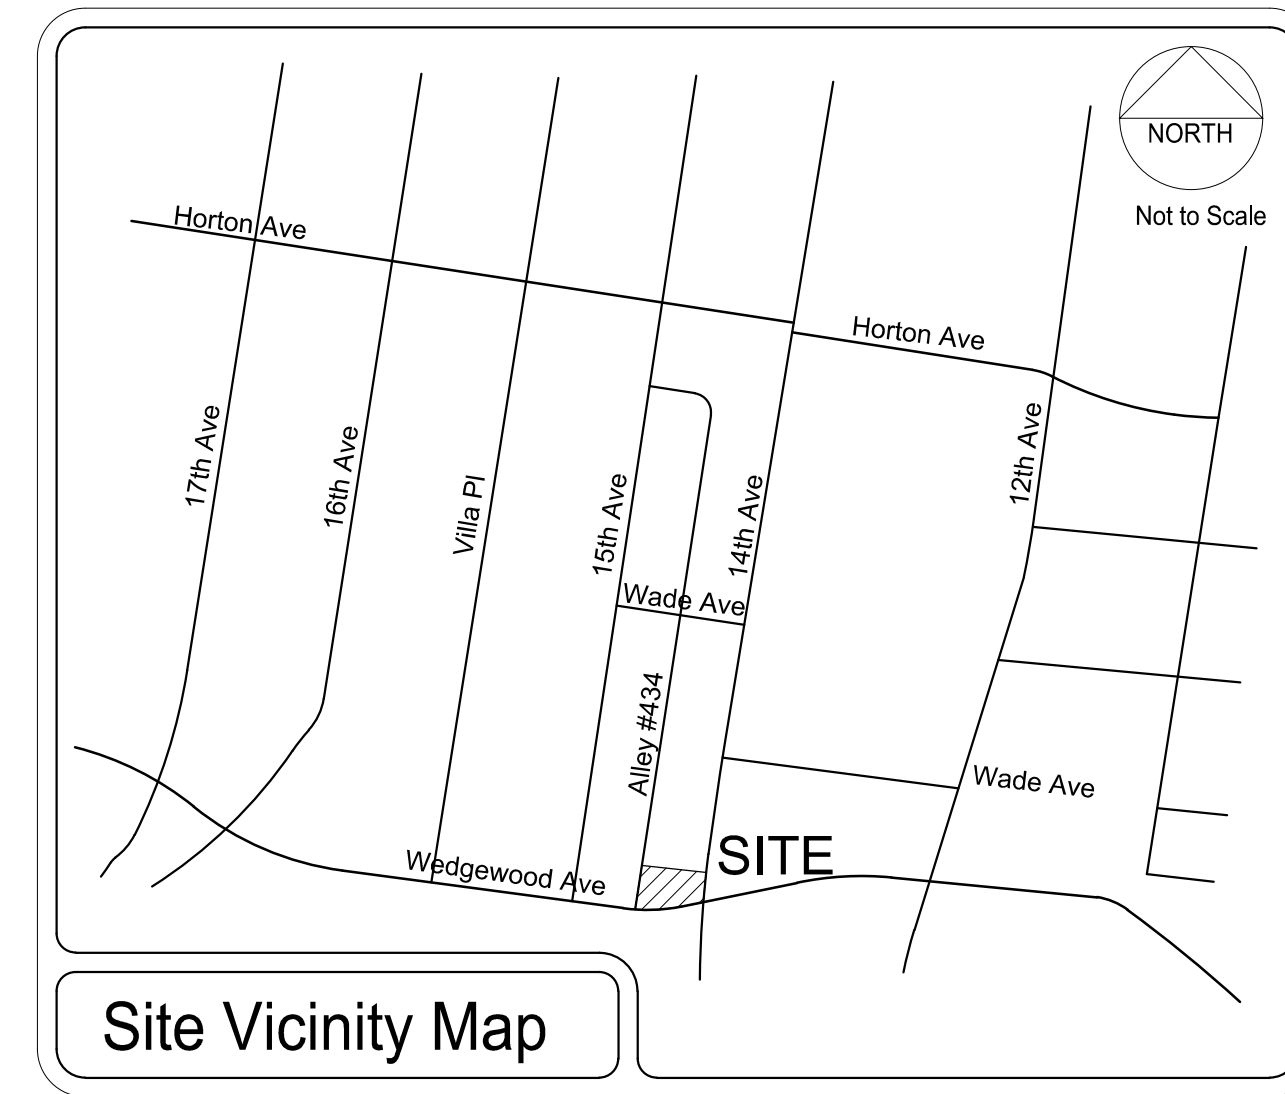 NORTH
Not to Scale
Horton Ave
Horton Ave
17th Ave
16th Ave
Villa Pl
15th Ave
14th Ave
12th Ave
Wade Ave
Alley #434
Wade Ave
SITE
Wedgewood Ave
Site Vicinity Map